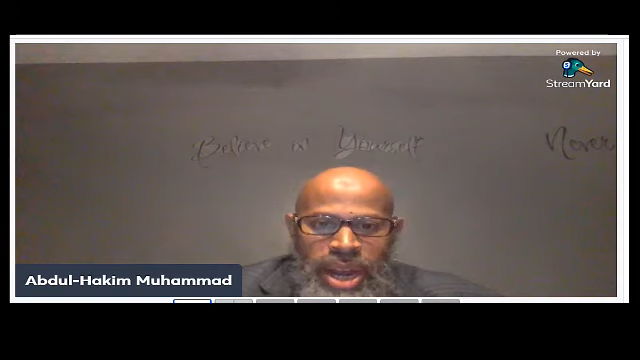 Powered by
StreamYard
Believe in Yourself
Never
Abdul-Hakim Muhammad